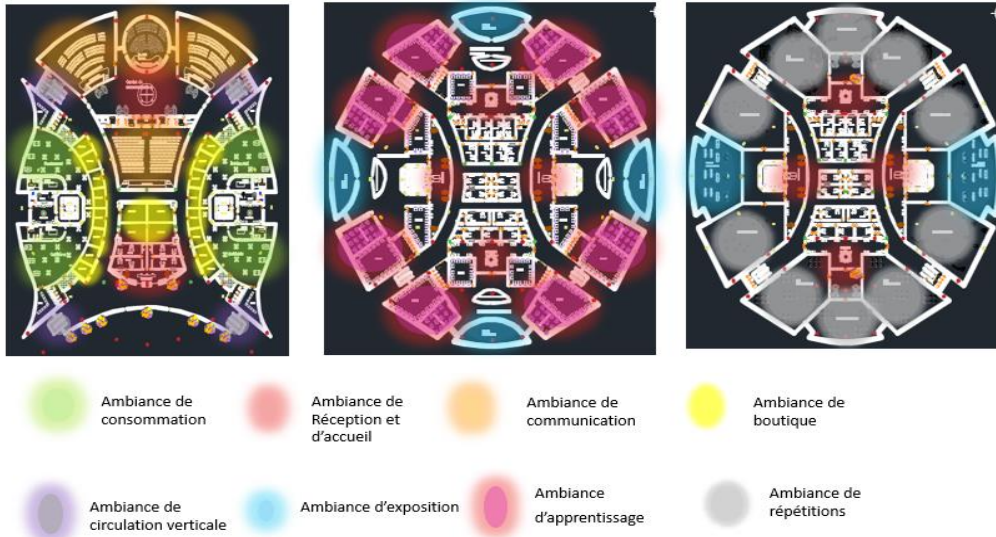 Ambiance de
consommation
Ambiance de
Réception et
d'accueil
Ambiance de
communication
Ambiance de
boutique
Ambiance de
circulation verticale
Ambiance d'exposition
Ambiance
d'apprentissage
Ambiance de
répétitions